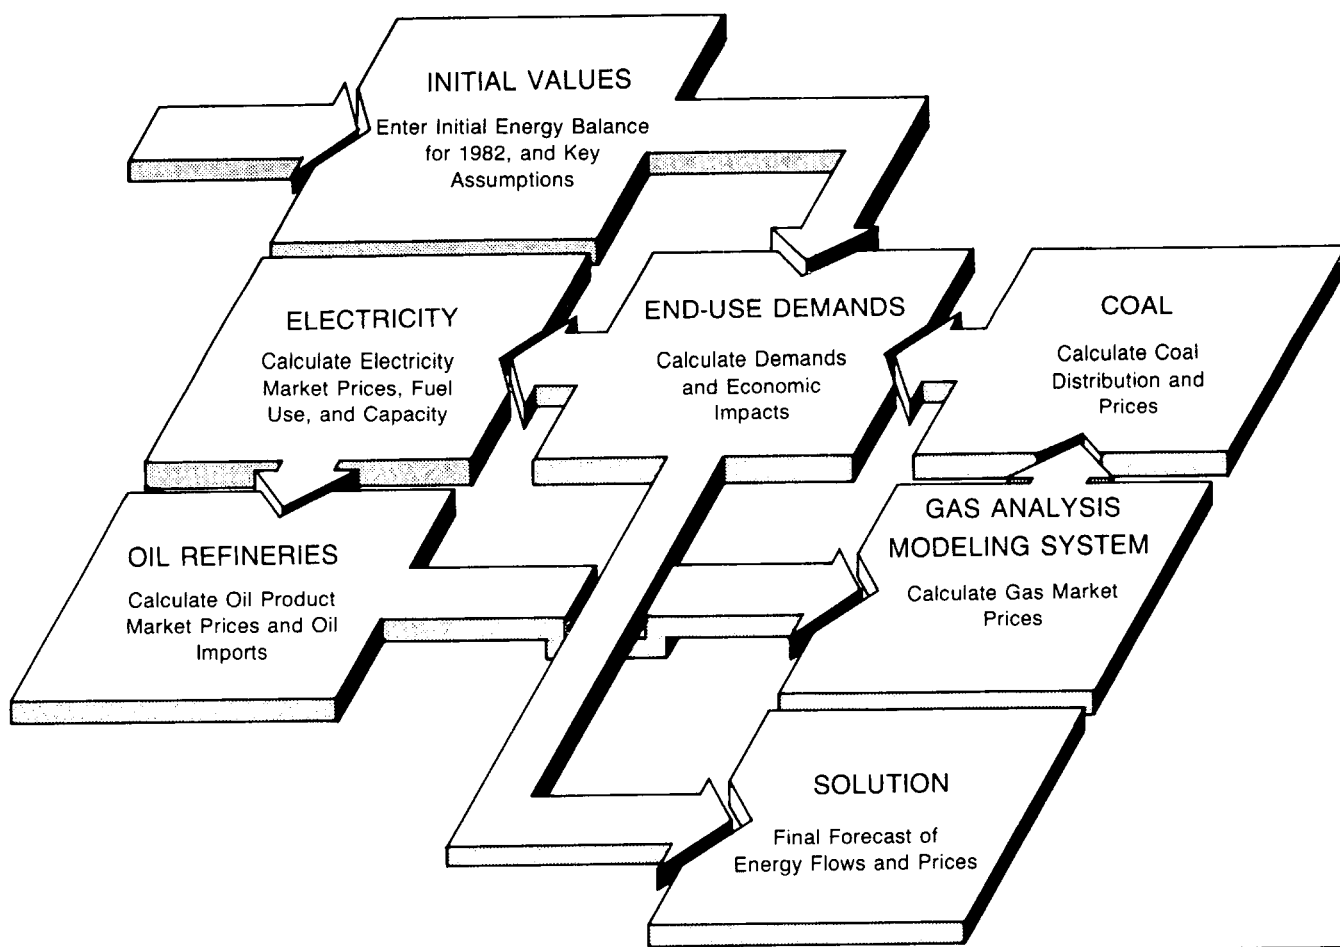 INITIAL VALUES
Enter Initial Energy Balance
for 1982, and Key
Assumptions
ELECTRICITY
Calculate Electricity
Market Prices, Fuel
Use, and Capacity
END-USE DEMANDS
Calculate Demands
and Economic
Impacts
COAL
Calculate Coal
Distribution and
Prices
OIL REFINERIES
Calculate Oil Product
Market Prices and Oil
Imports
GAS ANALYSIS
MODELING SYSTEM
Calculate Gas Market
Prices
SOLUTION
Final Forecast of
Energy Flows and Prices